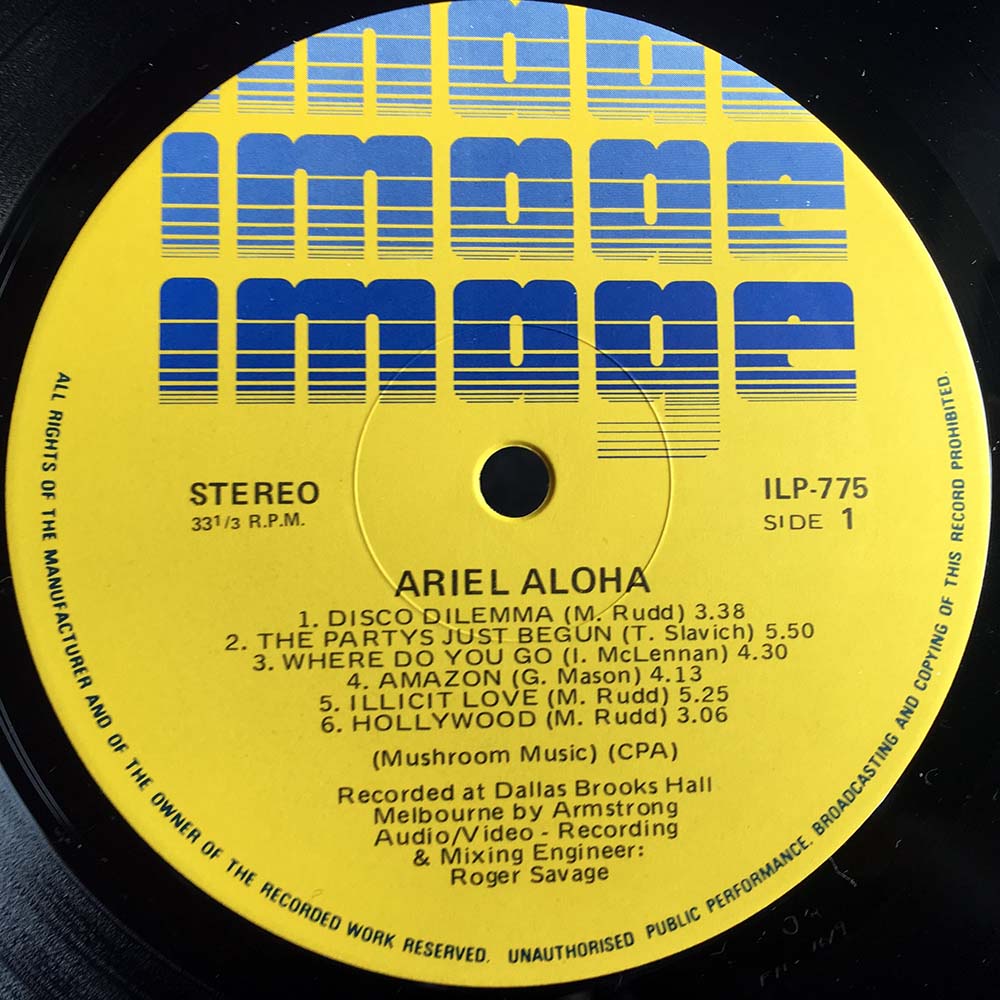 image
image
STEREO
33 1/3 R.P.M.
ILP-775
SIDE 1
ARIEL ALOHA
1. DISCO DILEMMA (M. Rudd) 3.38
2. THE PARTYS JUST BEGUN (T. Slavich) 5.50
3. WHERE DO YOU GO (I. McLennan) 4.30
4. AMAZON (G. Mason) 4.13
5. ILLICIT LOVE (M. Rudd) 5.25
6. HOLLYWOOD (M. Rudd) 3.06
(Mushroom Music) (CPA)
Recorded at Dallas Brooks Hall
Melbourne by Armstrong
Audio/Video - Recording
& Mixing Engineer:
Roger Savage
ALL RIGHTS OF THE MANUFACTURER AND OF THE OWNER OF THE RECORDED WORK RESERVED. UNAUTHORISED PUBLIC PERFORMANCE. BROADCASTING AND COPYING OF THIS RECORD PROHIBITED.